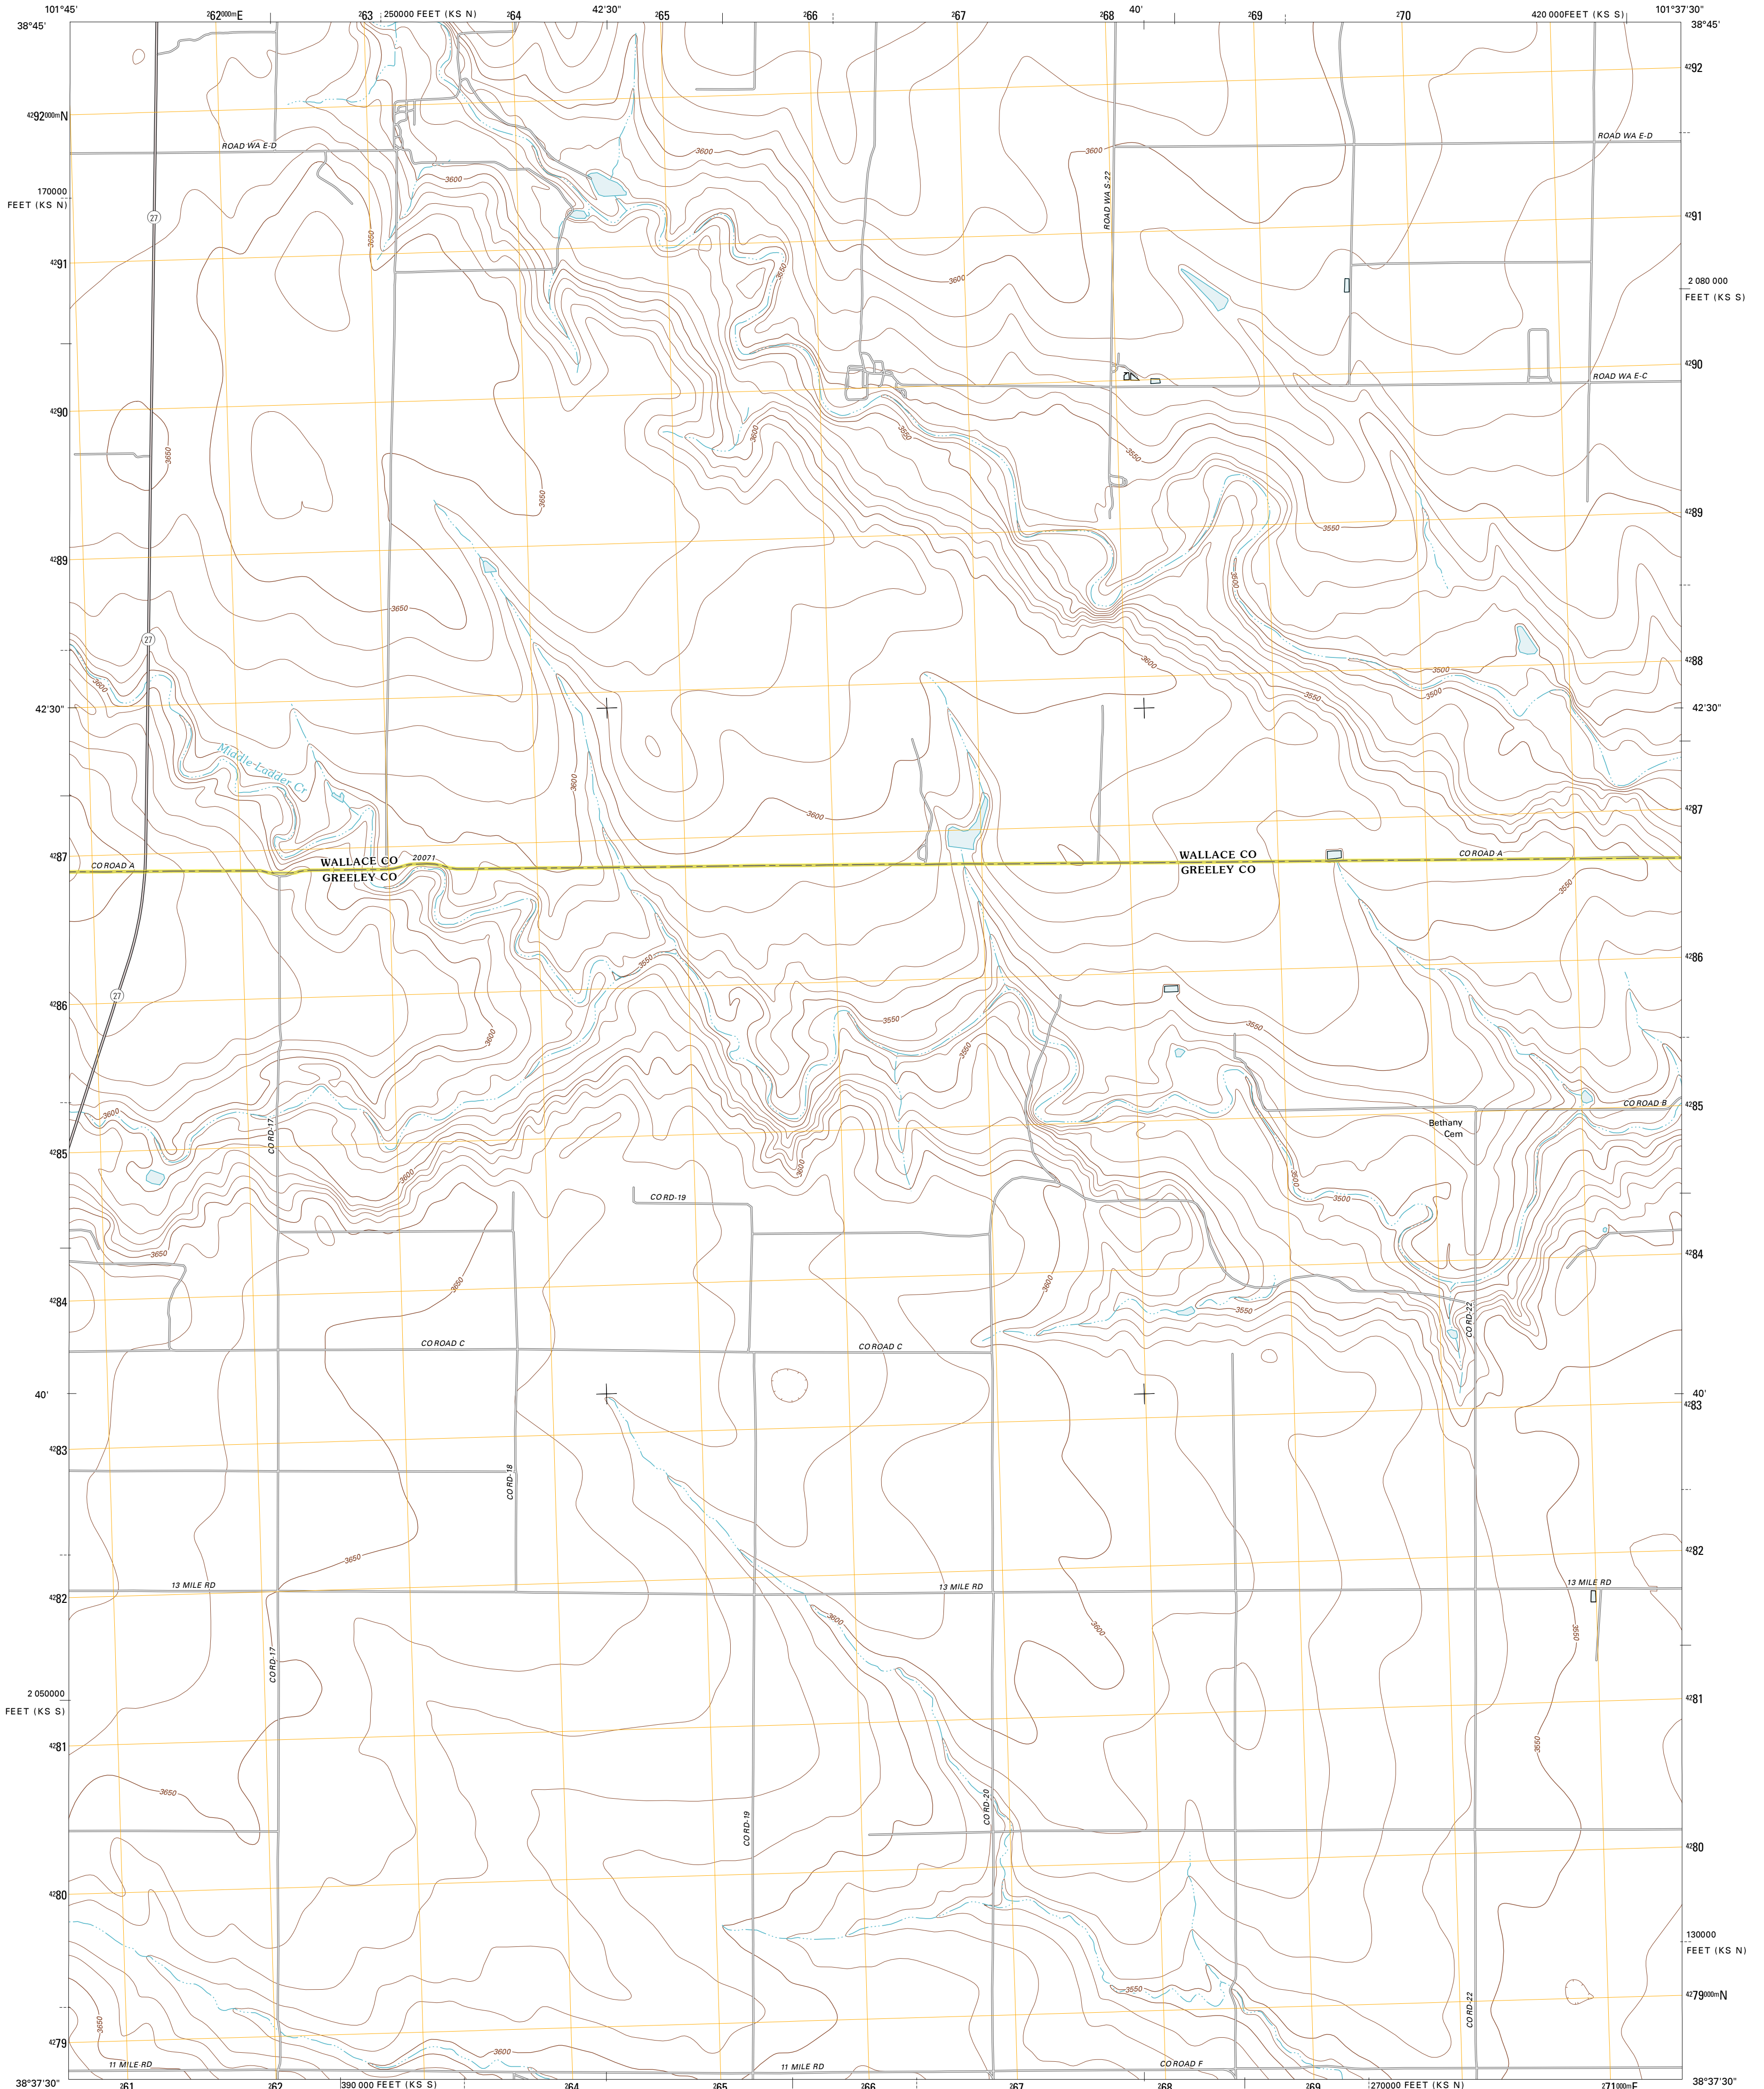 101°45'
262000mE
263
250000 FEET (KS N)
264
42'30"
265
266
267
268
40'
269
270
420 000FEET (KS S)
101°37'30"
38°45'
38°45'
4292
4292000mN
ROAD WA E-D
ROAD WA E-D
3600
3600
3600
170000
FEET (KS N)
27
ROAD WA S-22
4291
3650
4291
3550
3600
2 080 000
FEET (KS S)
4290
ROAD WA E-C
4290
3600
3550
3550
3650
3650
4289
3550
4289
3600
3650
27
3600
3600
4288
3500
3500
3550
42'30"
42'30"
Middle Ladder Cr
3600
3600
4287
4287
CO ROAD A
20071
WALLACE CO
GREELEY CO
WALLACE CO
GREELEY CO
CO ROAD A
3550
3550
4286
27
4286
3550
3550
3600
3550
CO ROAD B
4285
3600
CO RD-17
Bethany
Cem
4285
3600
3600
3500
3500
CO RD-19
3650
4284
3650
3600
4284
3550
CO RD-22
CO ROAD C
CO ROAD C
40'
40'
4283
4283
CO RD-18
3650
4282
13 MILE RD
13 MILE RD
13 MILE RD
4282
3600
3600
3550
CO RD-17
2 050000
FEET (KS S)
4281
4281
3550
3650
CO RD-19
CO RD-20
4280
4280
130000
FEET (KS N)
3550
4279000mN
3650
CO RD-22
4279
3600
11 MILE RD
11 MILE RD
CO ROAD F
38°37'30"
38°37'30"
261
262
390 000 FEET (KS S)
264
265
266
267
268
269
270000 FEET (KS N)
271000mE